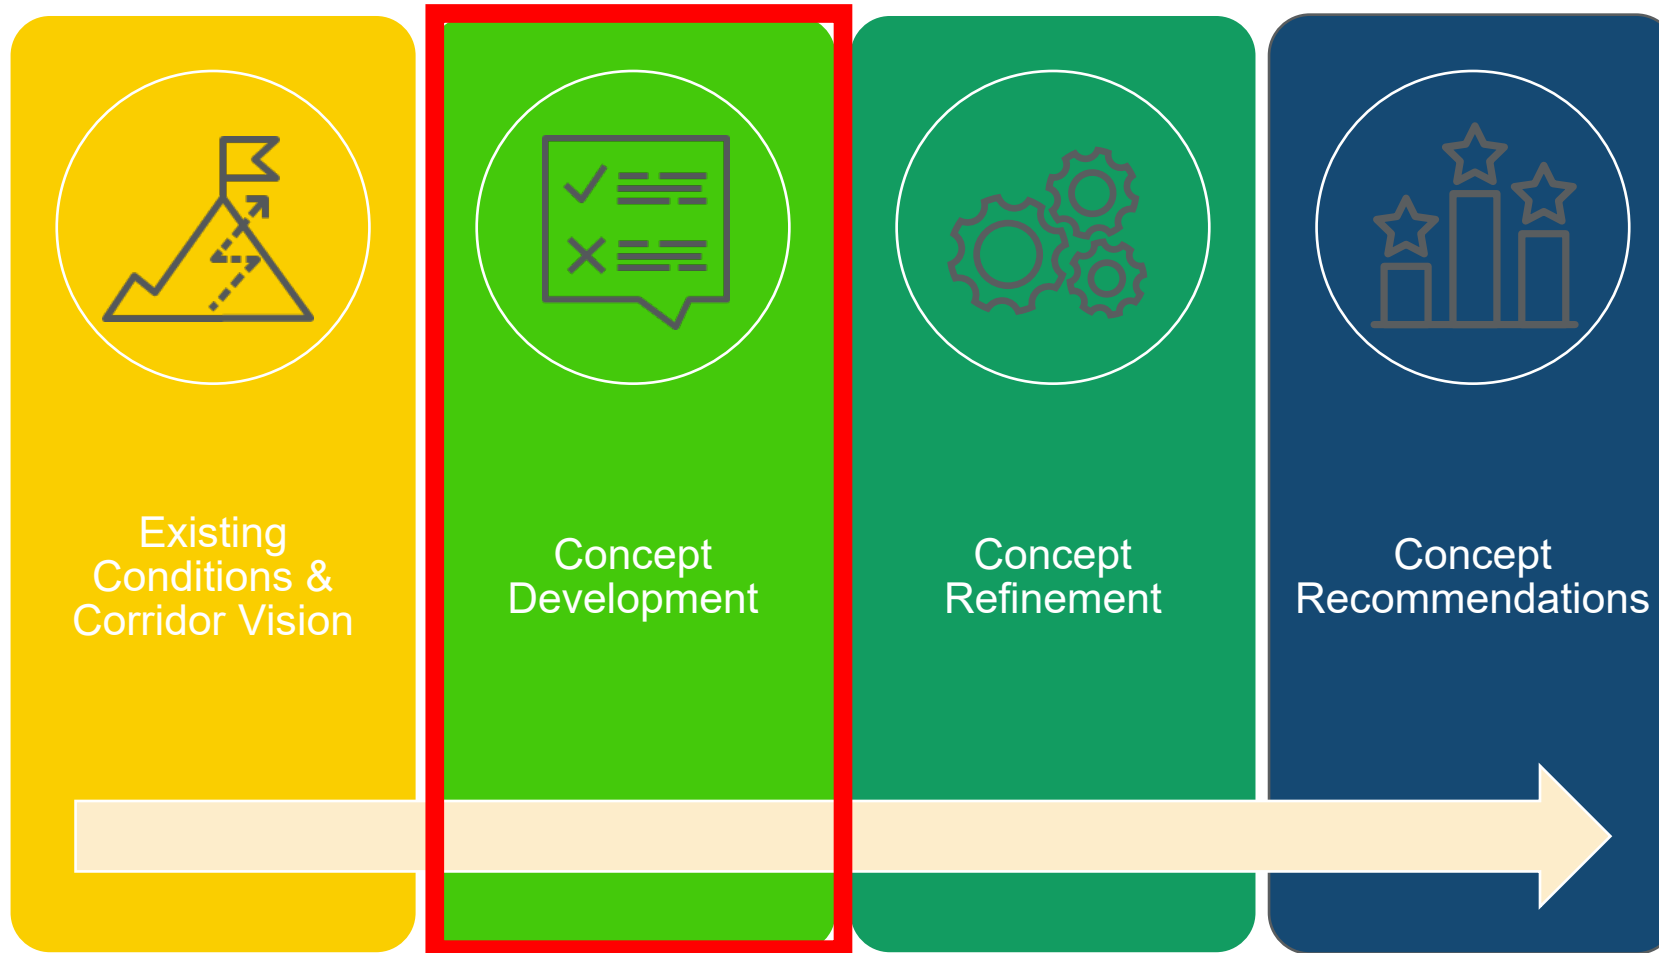 Existing
Conditions &
Corridor Vision
Concept
Development
Concept
Refinement
Concept
Recommendations